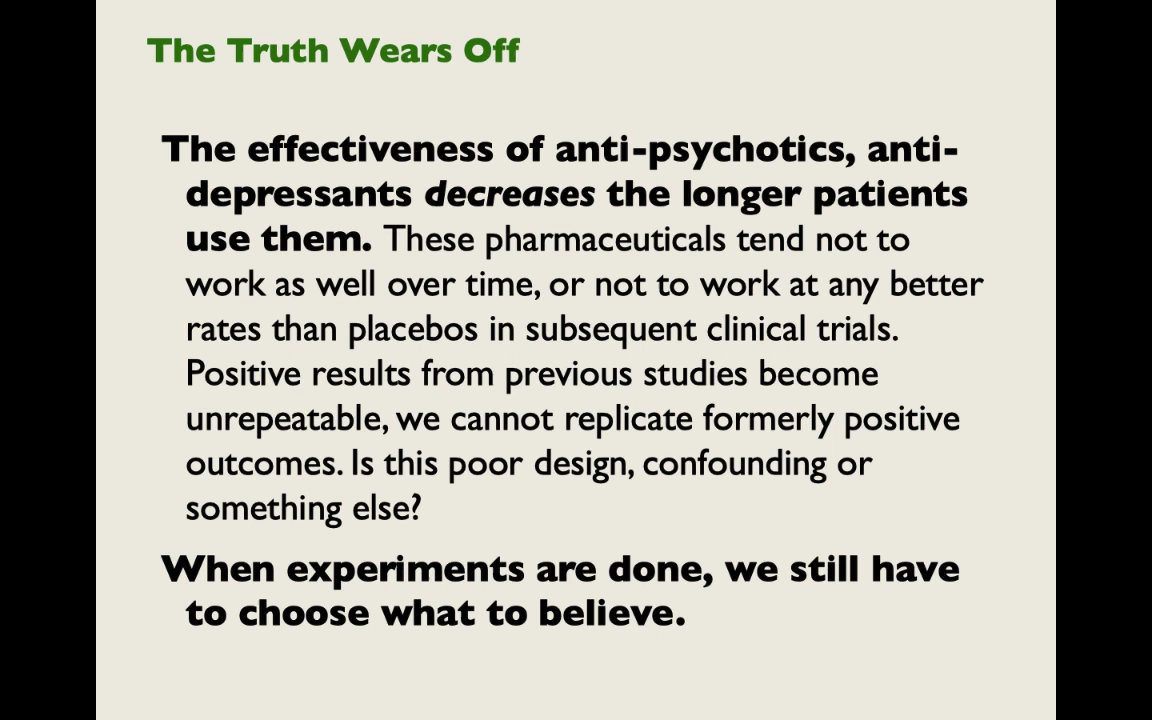 The Truth Wears Off
The effectiveness of anti-psychotics, anti-
depressants decreases the longer patients
use them. These pharmaceuticals tend not to
work as well over time, or not to work at any better
rates than placebos in subsequent clinical trials.
Positive results from previous studies become
unrepeatable, we cannot replicate formerly positive
outcomes. Is this poor design, confounding or
something else?
When experiments are done, we still have
to choose what to believe.